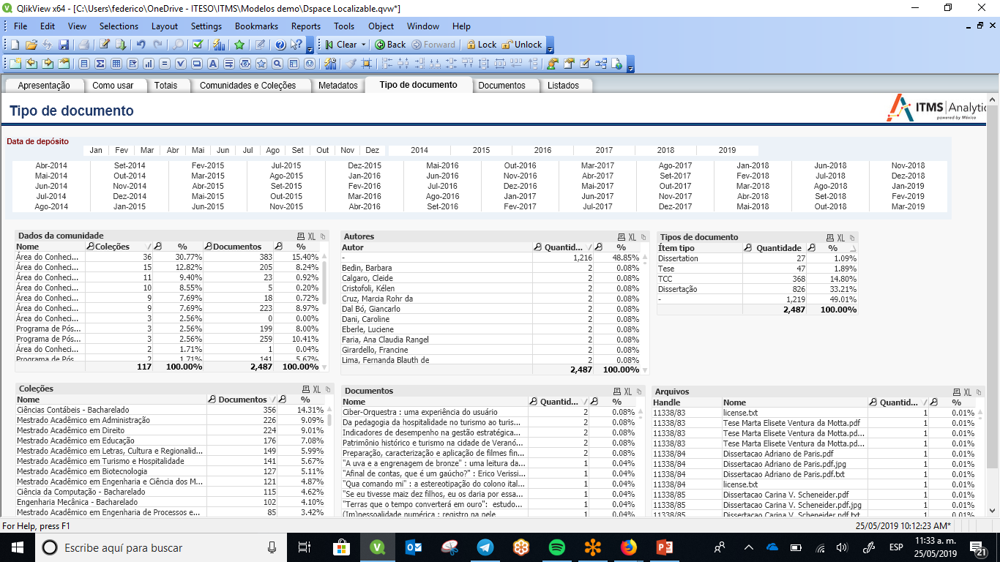 QlikView x64 - [C:\Users\federico\OneDrive - ITESO\ITMS\Modelos demo\Dspace Localizable.qvw*]
File Edit View Selections Layout Settings Bookmarks Reports Tools Object Window Help
Clear Back Forward Lock Unlock
Apresentação Como usar Totais Comunidades e Coleções Metadatos Tipo de documento Documentos Listados
Tipo de documento
ITMS | Analytic
powered by México
Data de depósito
Jan Fev Mar Abr Mai Jun Jul Ago Set Out Nov Dez 2014 2015 2016 2017 2018 2019
Abr-2014 Set-2014 Fev-2015 Jul-2015 Dez-2015 Mai-2016 Out-2016 Mar-2017 Ago-2017 Jan-2018 Jun-2018 Nov-2018
Mai-2014 Out-2014 Mar-2015 Ago-2015 Jan-2016 Jun-2016 Nov-2016 Abr-2017 Set-2017 Fev-2018 Jul-2018 Dez-2018
Jun-2014 Nov-2014 Abr-2015 Set-2015 Fev-2016 Jul-2016 Dez-2016 Mai-2017 Out-2017 Mar-2018 Ago-2018 Jan-2019
Jul-2014 Dez-2014 Mai-2015 Out-2015 Mar-2016 Ago-2016 Jan-2017 Jun-2017 Nov-2017 Abr-2018 Set-2018 Fev-2019
Ago-2014 Jan-2015 Jun-2015 Nov-2015 Abr-2016 Set-2016 Fev-2017 Jul-2017 Dez-2017 Mai-2018 Out-2018 Mar-2019
Dados da comunidade XL
Nome Coleções % Documentos %
Área do Conheci... 36 30.77% 383 15.40%
Área do Conheci... 15 12.82% 205 8.24%
Área do Conheci... 11 9.40% 23 0.92%
Área do Conheci... 10 8.55% 5 0.20%
Área do Conheci... 9 7.69% 18 0.72%
Área do Conheci... 9 7.69% 223 8.97%
Área do Conheci... 3 2.56% 0 0.00%
Programa de Pós... 3 2.56% 199 8.00%
Programa de Pós... 3 2.56% 259 10.41%
Área do Conheci... 2 1.71% 1 0.04%
Programa de Pós 2 1.71% 141 5.67%
117 100.00% 2,487 100.00%
Autores XL
Autor Quantid... %
- 1,216 48.85%
Bedin, Barbara 2 0.08%
Calgaro, Cleide 2 0.08%
Cristofoli, Kélen 2 0.08%
Cruz, Marcia Rohr da 2 0.08%
Dal Bó, Giancarlo 2 0.08%
Dani, Caroline 2 0.08%
Eberle, Luciene 2 0.08%
Faria, Ana Claudia Rangel 2 0.08%
Girardello, Francine 2 0.08%
Lima, Fernanda Blauth de 2 0.08%
2,487 100.00%
Tipos de documento XL
Ítem tipo Quantidade %
Dissertation 27 1.09%
Tese 47 1.89%
TCC 368 14.80%
Dissertação 826 33.21%
- 1,219 49.01%
2,487 100.00%
Coleções XL
Nome Documentos %
Ciências Contábeis - Bacharelado 356 14.31%
Mestrado Acadêmico em Administração 226 9.09%
Mestrado Acadêmico em Direito 224 9.01%
Mestrado Acadêmico em Educação 176 7.08%
Mestrado Acadêmico em Letras, Cultura e Regionalid... 149 5.99%
Mestrado Acadêmico em Turismo e Hospitalidade 141 5.67%
Mestrado Acadêmico em Biotecnologia 127 5.11%
Mestrado Acadêmico em Engenharia e Ciência dos M... 121 4.87%
Ciência da Computação - Bacharelado 115 4.62%
Engenharia Mecânica - Bacharelado 102 4.10%
Mestrado Acadêmico em Engenharia de Processos e... 85 3.42%
Documentos XL
Nome Quantid... %
Ciber-Orquestra : uma experiência do usuário 2 0.08%
Da pedagogia da hospitalidade no turismo ao turis... 2 0.08%
Indicadores de desempenho na gestão estratégica... 2 0.08%
Patrimônio histórico e turismo na cidade de Veranó... 2 0.08%
Preparação, caracterização e aplicação de filmes fin... 2 0.08%
"A uva e a engrenagem de bronze" : uma leitura da... 1 0.04%
"Afinal de contas, que é um gaúcho?" : Erico Verissi... 1 0.04%
"Qua comando mi" : a estereotipação do colono ital... 1 0.04%
"Se eu tivesse maiz dez filhos, eu os daria por essa... 1 0.04%
"Terras que o tempo converterá em ouro": estudo... 1 0.04%
(Im)pessoalidade numérica : registro na pele 1 0.04%
Arquivos XL
Handle Nome Quantid... %
11338/83 license.txt 1 0.01%
11338/83 Tese Marta Elisete Ventura da Motta.pdf 1 0.01%
11338/83 Tese Marta Elisete Ventura da Motta.pd... 1 0.01%
11338/83 Tese Marta Elisete Ventura da Motta.pd... 1 0.01%
11338/84 Dissertacao Adriano de Paris.pdf 1 0.01%
11338/84 Dissertacao Adriano de Paris.pdf.jpg 1 0.01%
11338/84 Dissertacao Adriano de Paris.pdf.txt 1 0.01%
11338/84 license.txt 1 0.01%
11338/85 Dissertacao Carina V. Scheneider.pdf 1 0.01%
11338/85 Dissertacao Carina V. Scheneider.pdf.jpg 1 0.01%
11338/85 Dissertacao Carina V. Scheneider.pdf.txt 1 0.01%
For Help, press F1 25/05/2019 10:12:23 AM*
Escribe aquí para buscar ESP 11:33 a. m.
25/05/2019 21